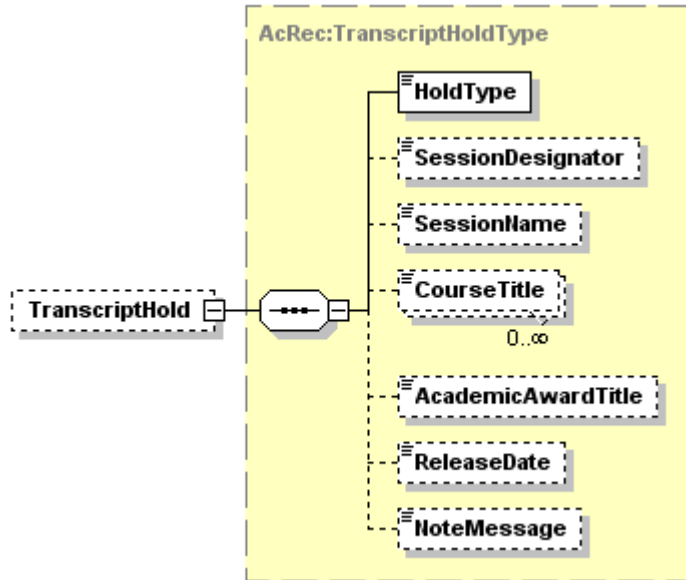 AcRec:TranscriptHoldType
HoldType
SessionDesignator
SessionName
TranscriptHold
CourseTitle
0..∞
AcademicAwardTitle
ReleaseDate
NoteMessage